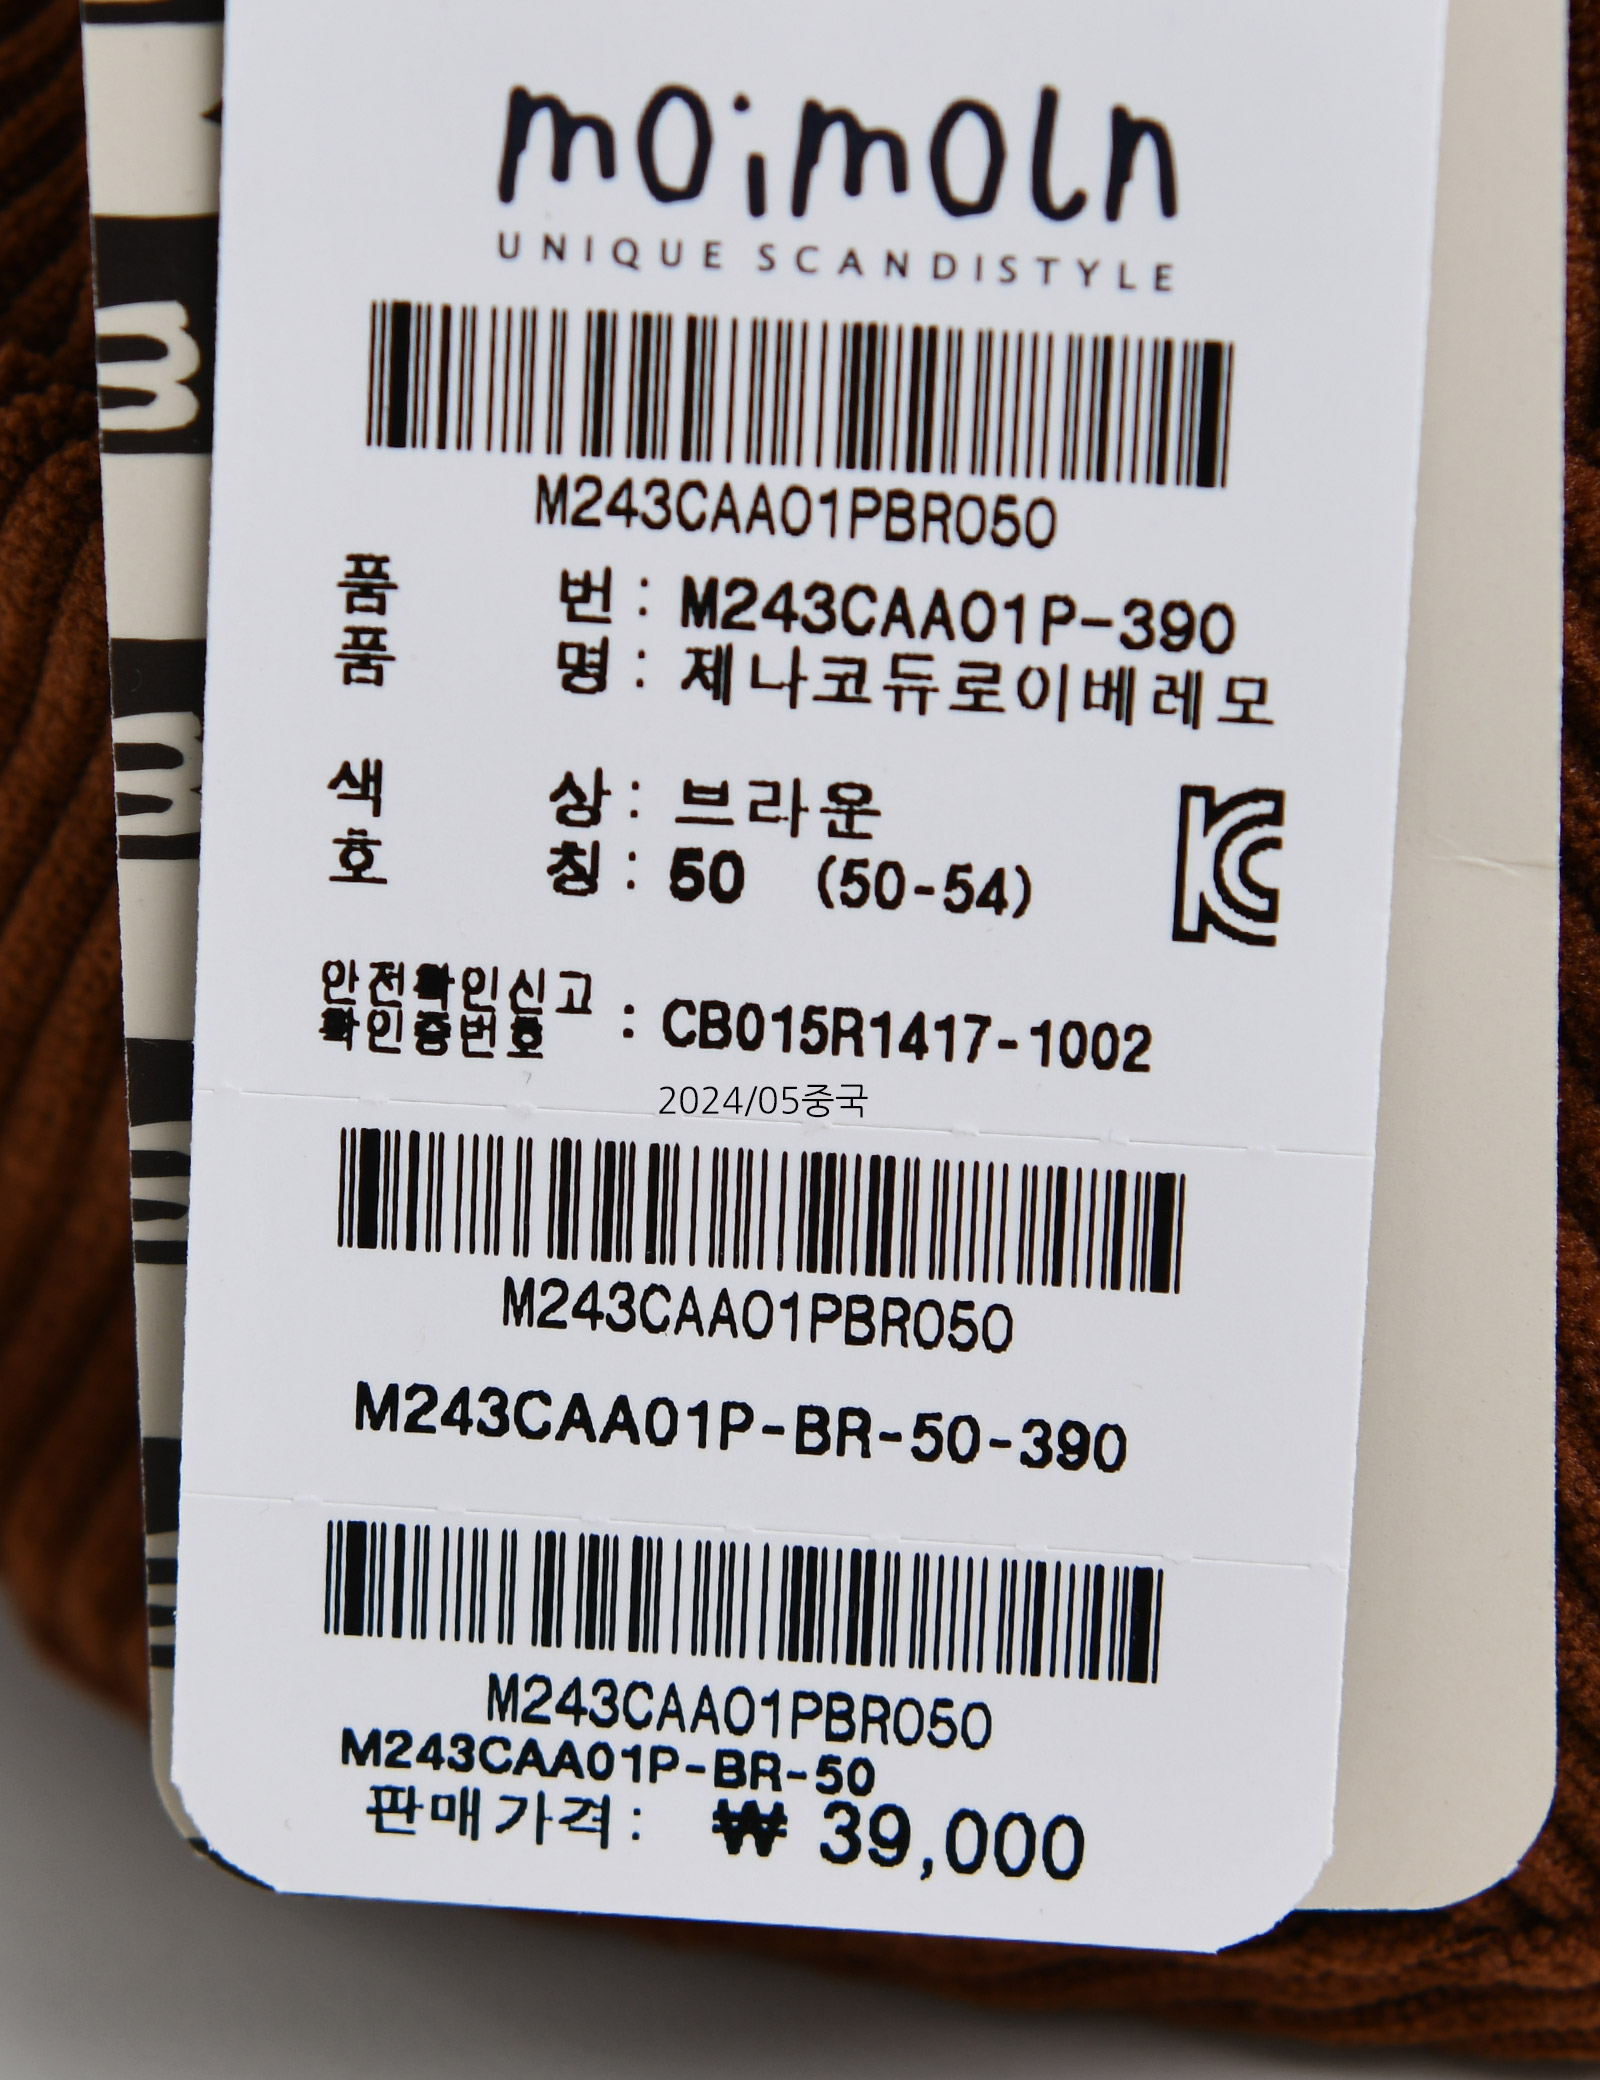 moimoln
UNIQUE SCANDISTYLE
M243CAA01PBR050
품 번 : M243CAA01P-390
품 명 : 제나코듀로이베레모
색 상 : 브라운
호 칭 : 50 (50-54)
안전확인신고
확인증번호 : CB015R1417-1002
2024/05중국
M243CAA01PBR050
M243CAA01P-BR-50-390
M243CAA01PBR050
M243CAA01P-BR-50
판매가격: ₩ 39,000